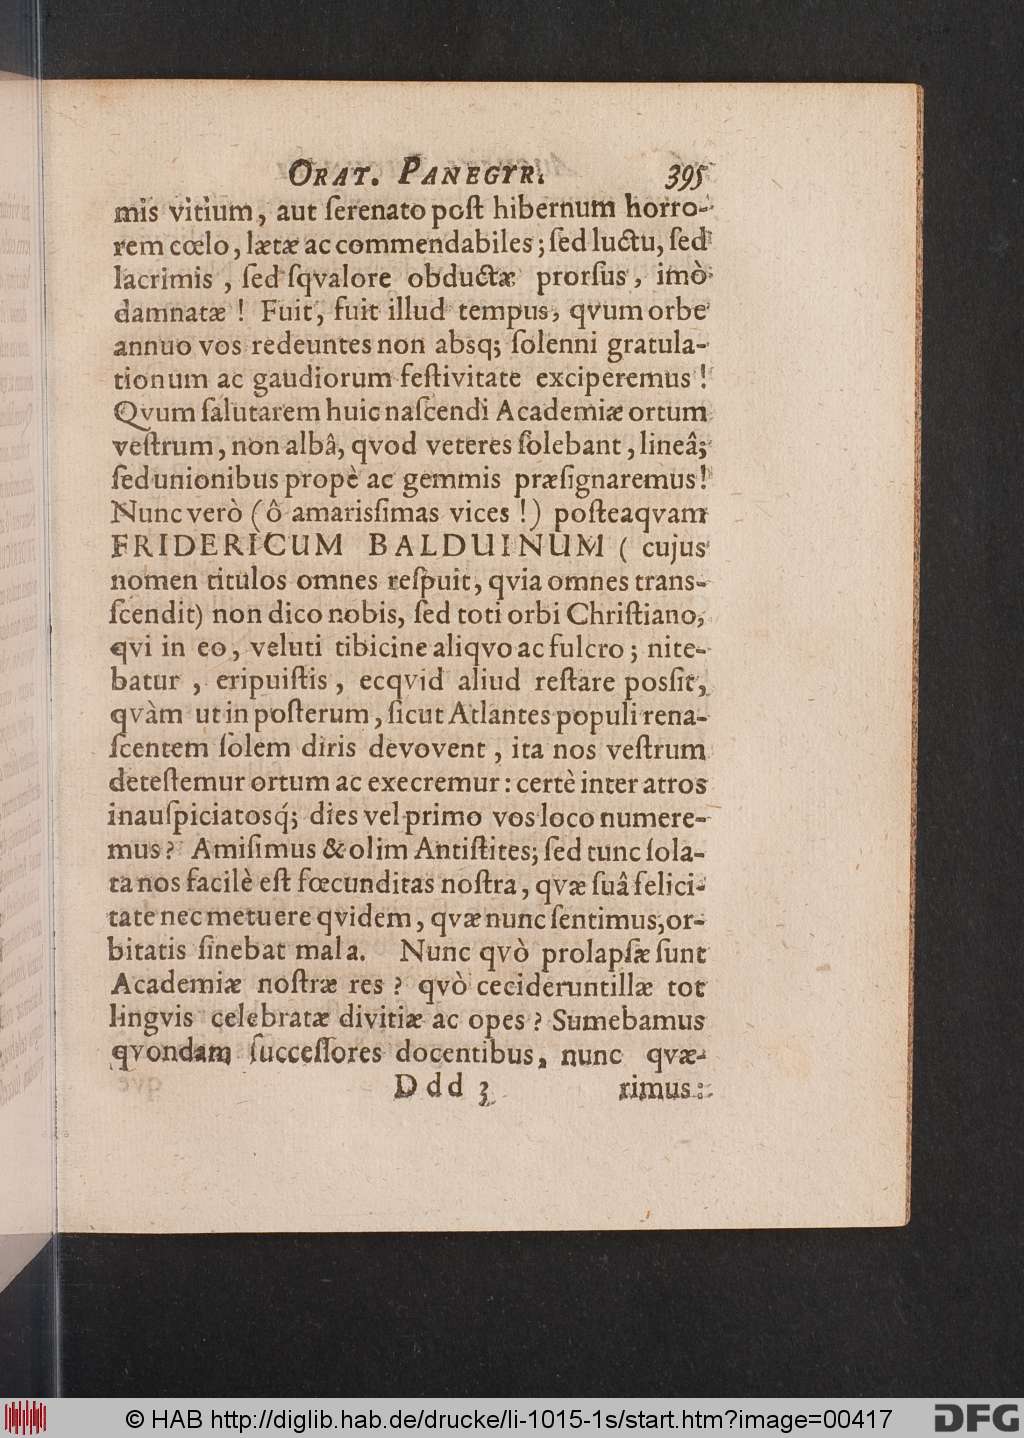 ORAT. PANEGYR. 395
mis vitium, aut ſerenato poſt hibernum horro-
rem cœlo, lætæ ac commendabiles; ſed luctu, ſed
lacrimis, ſed ſqvalore obductæ prorſus, imò
damnatæ! Fuit, fuit illud tempus, qvum orbe
annuo vos redeuntes non absq; ſolenni gratula-
tionum ac gaudiorum feſtivitate exciperemus!
Qvum ſalutarem huic naſcendi Academiæ ortum
veſtrum, non albâ, qvod veteres ſolebant, lineâ;
ſed unionibus propè ac gemmis præſignaremus!
Nunc verò (ô amarisſimas vices!) poſteaqvam
FRIDERICUM BALDUINUM (cujus
nomen titulos omnes reſpuit, qvia omnes trans-
ſcendit) non dico nobis, ſed toti orbi Chriſtiano,
qvi in eo, veluti tibicine aliqvo ac fulcro; nite-
batur, eripuiſtis, ecqvid aliud reſtare posſit,
qvàm ut in poſterum, ſicut Atlantes populi rena-
ſcentem ſolem diris devovent, ita nos veſtrum
deteſtemur ortum ac execremur: certè inter atros
inauſpiciatosq́; dies vel primo vos loco numere-
mus? Amiſimus & olim Antiſtites; ſed tunc ſola-
ta nos facilè eſt fœcunditas noſtra, qvæ ſuâ felici-
tate nec metuere qvidem, qvæ nunc ſentimus, or-
bitatis ſinebat mala. Nunc qvò prolapſæ ſunt
Academiæ noſtræ res? qvò ceciderunt illæ tot
lingvis celebratæ divitiæ ac opes? Sumebamus
qvondam ſucceſſores docentibus, nunc qvæ-
Ddd 3 rimus:
© HAB http://diglib.hab.de/drucke/li-1015-1s/start.htm?image=00417
DFG